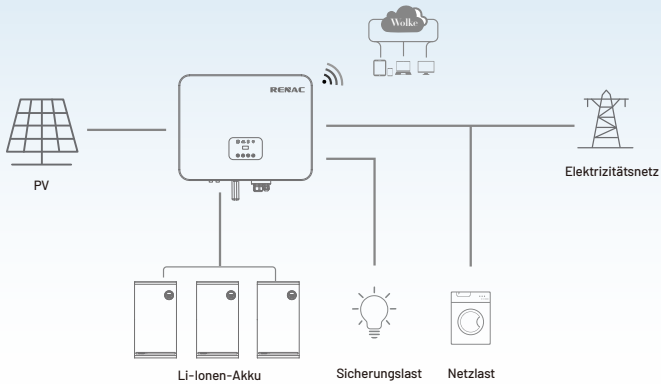 Wolke
RENAC
PV
Elektrizitätsnetz
Li-Ionen-Akku
Sicherungslast
Netzlast